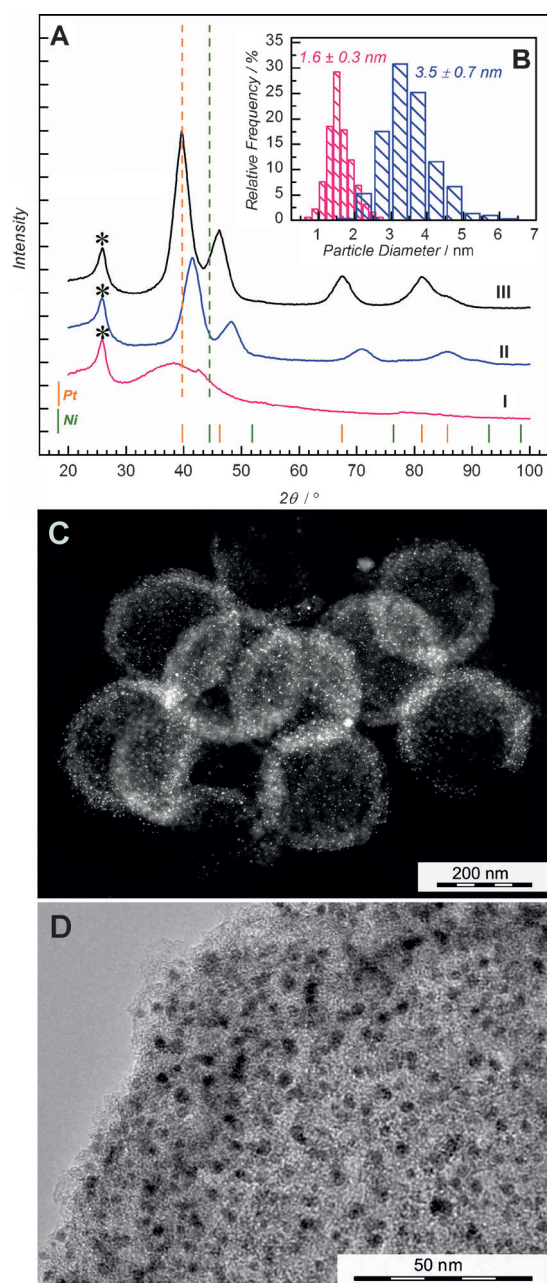 A
B
1.6 ± 0.3 nm
3.5 ± 0.7 nm
Relative Frequency / %
35
30
25
20
15
10
5
0
1 2 3 4 5 6 7
Particle Diameter / nm
Intensity
*
*
*
III
II
I
Pt
Ni
20 30 40 50 60 70 80 90 100
2θ / °
C
200 nm
D
50 nm